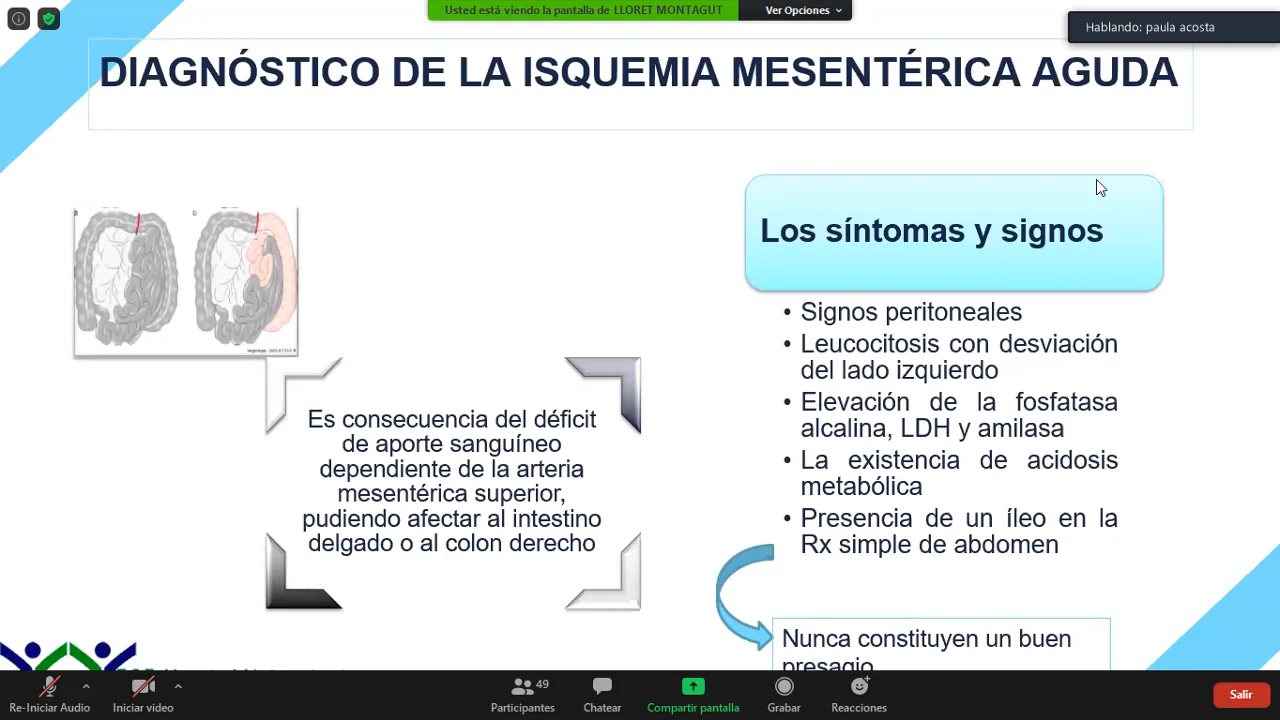 Usted está viendo la pantalla de LLORET MONTAGUT
Ver Opciones
Hablando: paula acosta
DIAGNÓSTICO DE LA ISQUEMIA MESENTÉRICA AGUDA
Los síntomas y signos
• Signos peritoneales
• Leucocitosis con desviación
del lado izquierdo
• Elevación de la fosfatasa
alcalina, LDH y amilasa
• La existencia de acidosis
metabólica
• Presencia de un íleo en la
Rx simple de abdomen
Es consecuencia del déficit
de aporte sanguíneo
dependiente de la arteria
mesentérica superior,
pudiendo afectar al intestino
delgado o al colon derecho
Nunca constituyen un buen
presagio
Re-Iniciar Audio
Iniciar video
49
Participantes
Chatear
Compartir pantalla
Grabar
Reacciones
Salir